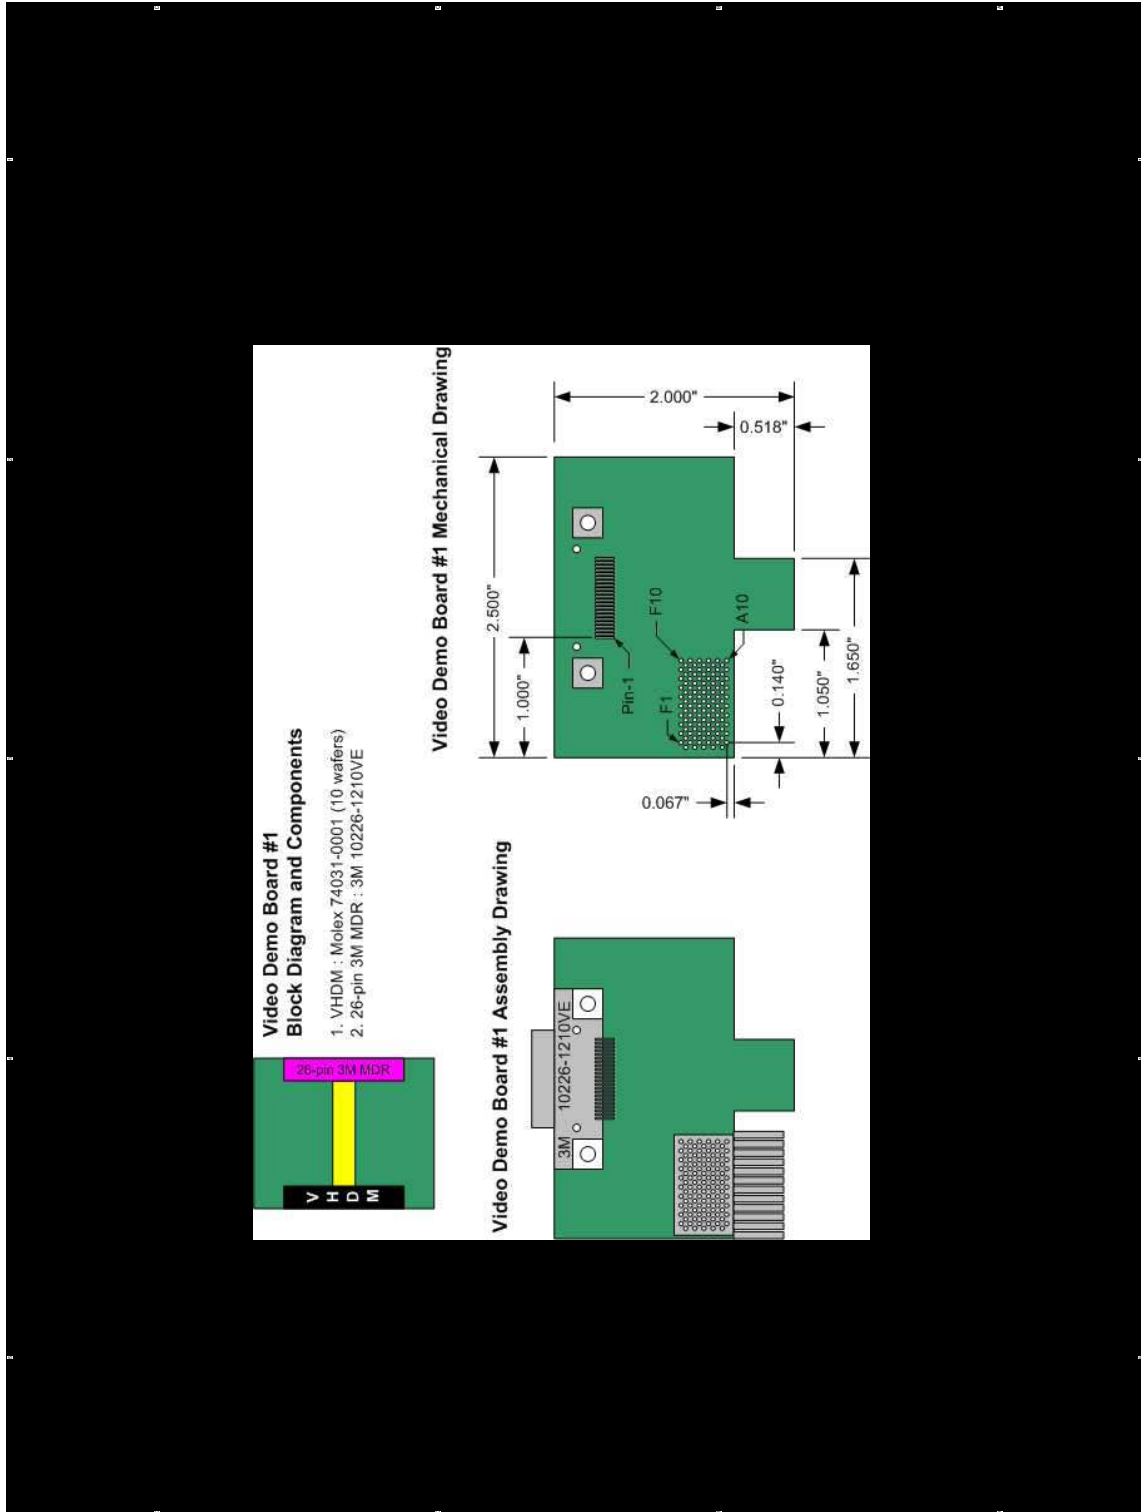 Video Demo Board #1
Block Diagram and Components
1. VHDM : Molex 74031-0001 (10 wafers)
2. 26-pin 3M MDR : 3M 10226-1210VE
VHDM
26-pin 3M MDR
Video Demo Board #1 Mechanical Drawing
2.500"
1.000"
2.000"
0.518"
Pin-1
F1
F10
A10
0.140"
1.050"
1.650"
0.067"
Video Demo Board #1 Assembly Drawing
3M 10226-1210VE